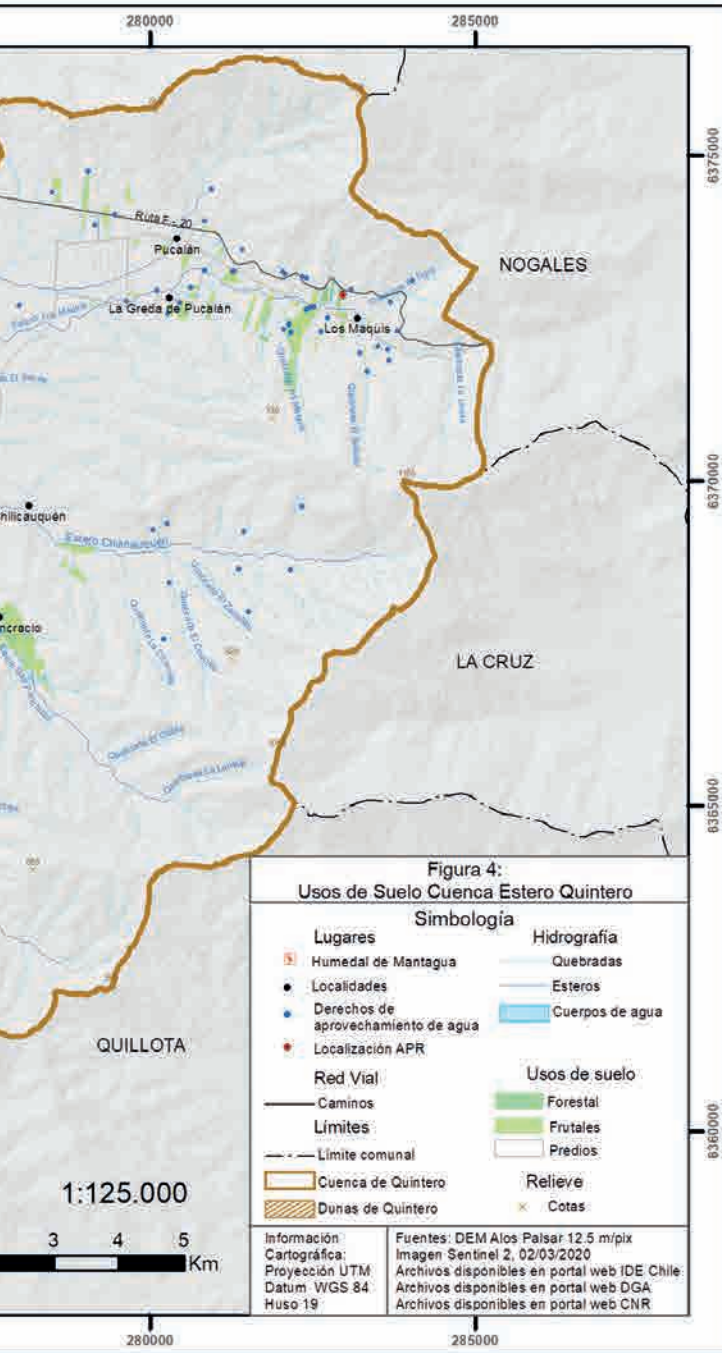 280000
285000
6375000
Ruta F - 20
Pucalán
NOGALES
La Greda de Pucalán
Los Maquis
6370000
hilicauquén
Estero Chilicauquén
ncracio
LA CRUZ
6365000
Figura 4:
Usos de Suelo Cuenca Estero Quintero
Simbología
Lugares
Humedal de Mantagua
Localidades
Derechos de
aprovechamiento de agua
Localización APR
Red Vial
Caminos
Límites
Límite comunal
Cuenca de Quintero
Dunas de Quintero
Hidrografía
Quebradas
Esteros
Cuerpos de agua
Usos de suelo
Forestal
Frutales
Predios
Relieve
Cotas
QUILLOTA
6360000
1:125.000
3 4 5
Km
Información
Cartográfica:
Proyección UTM
Datum WGS 84
Huso 19
Fuentes: DEM Alos Palsar 12.5 m/pix
Imagen Sentinel 2, 02/03/2020
Archivos disponibles en portal web IDE Chile
Archivos disponibles en portal web DGA
Archivos disponibles en portal web CNR
280000
285000